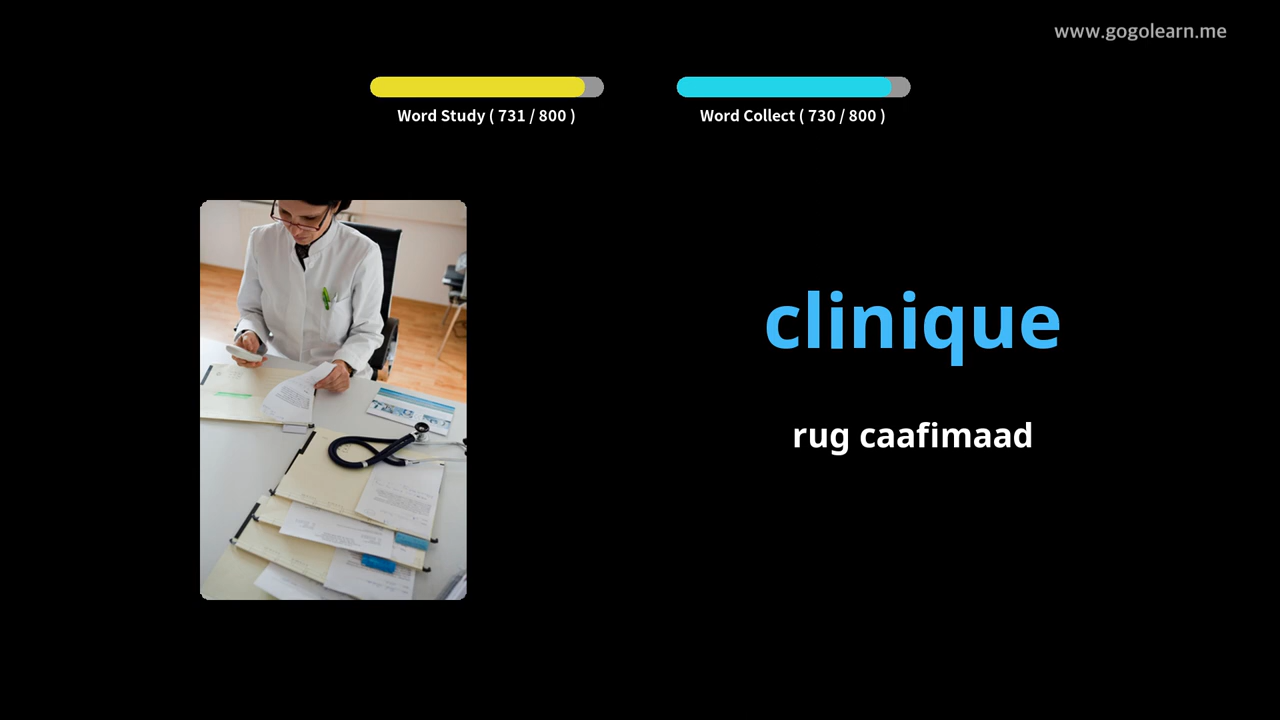 www.gogolearn.me
Word Study ( 731 / 800 )
Word Collect ( 730 / 800 )
clinique
rug caafimaad